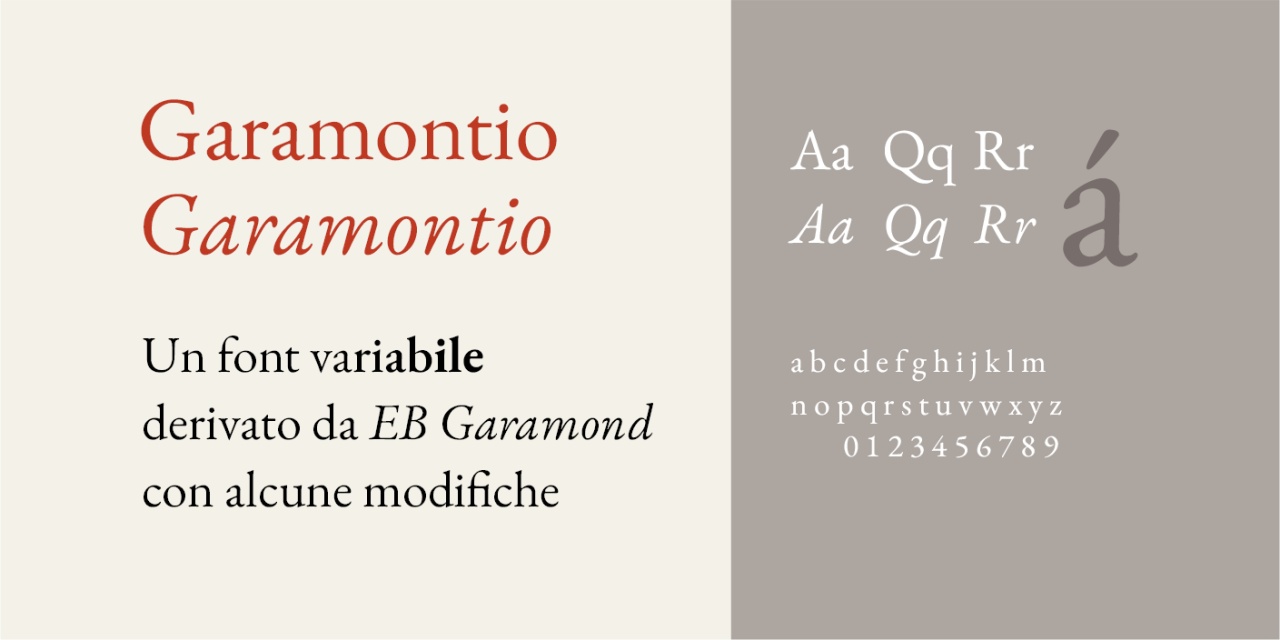 Garamontio
Garamontio
Un font variabile
derivato da EB Garamond
con alcune modifiche
Aa Qq Rr
Aa Qq Rr
á
a b c d e f g h i j k l m
n o p q r s t u v w x y z
0 1 2 3 4 5 6 7 8 9